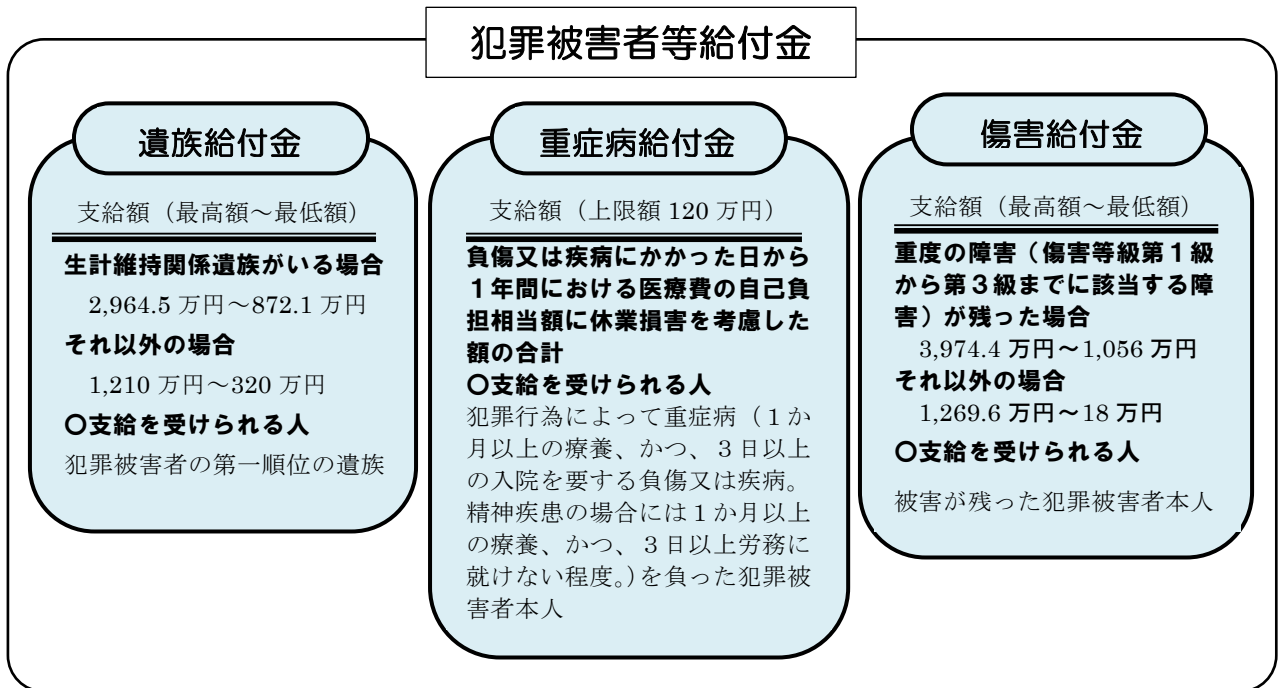 犯罪被害者等給付金
遺族給付金
支給額（最高額～最低額）
生計維持関係遺族がいる場合
2,964.5 万円～872.1 万円
それ以外の場合
1,210 万円～320 万円
〇支給を受けられる人
犯罪被害者の第一順位の遺族
重症病給付金
支給額（上限額 120 万円）
負傷又は疾病にかかった日から
１年間における医療費の自己負
担相当額に休業損害を考慮した
額の合計
〇支給を受けられる人
犯罪行為によって重症病（１か
月以上の療養、かつ、３日以上
の入院を要する負傷又は疾病。
精神疾患の場合には１か月以上
の療養、かつ、３日以上労務に
就けない程度。）を負った犯罪被
害者本人
傷害給付金
支給額（最高額～最低額）
重度の障害（傷害等級第１級
から第３級までに該当する障
害）が残った場合
3,974.4 万円～1,056 万円
それ以外の場合
1,269.6 万円～18 万円
〇支給を受けられる人
被害が残った犯罪被害者本人